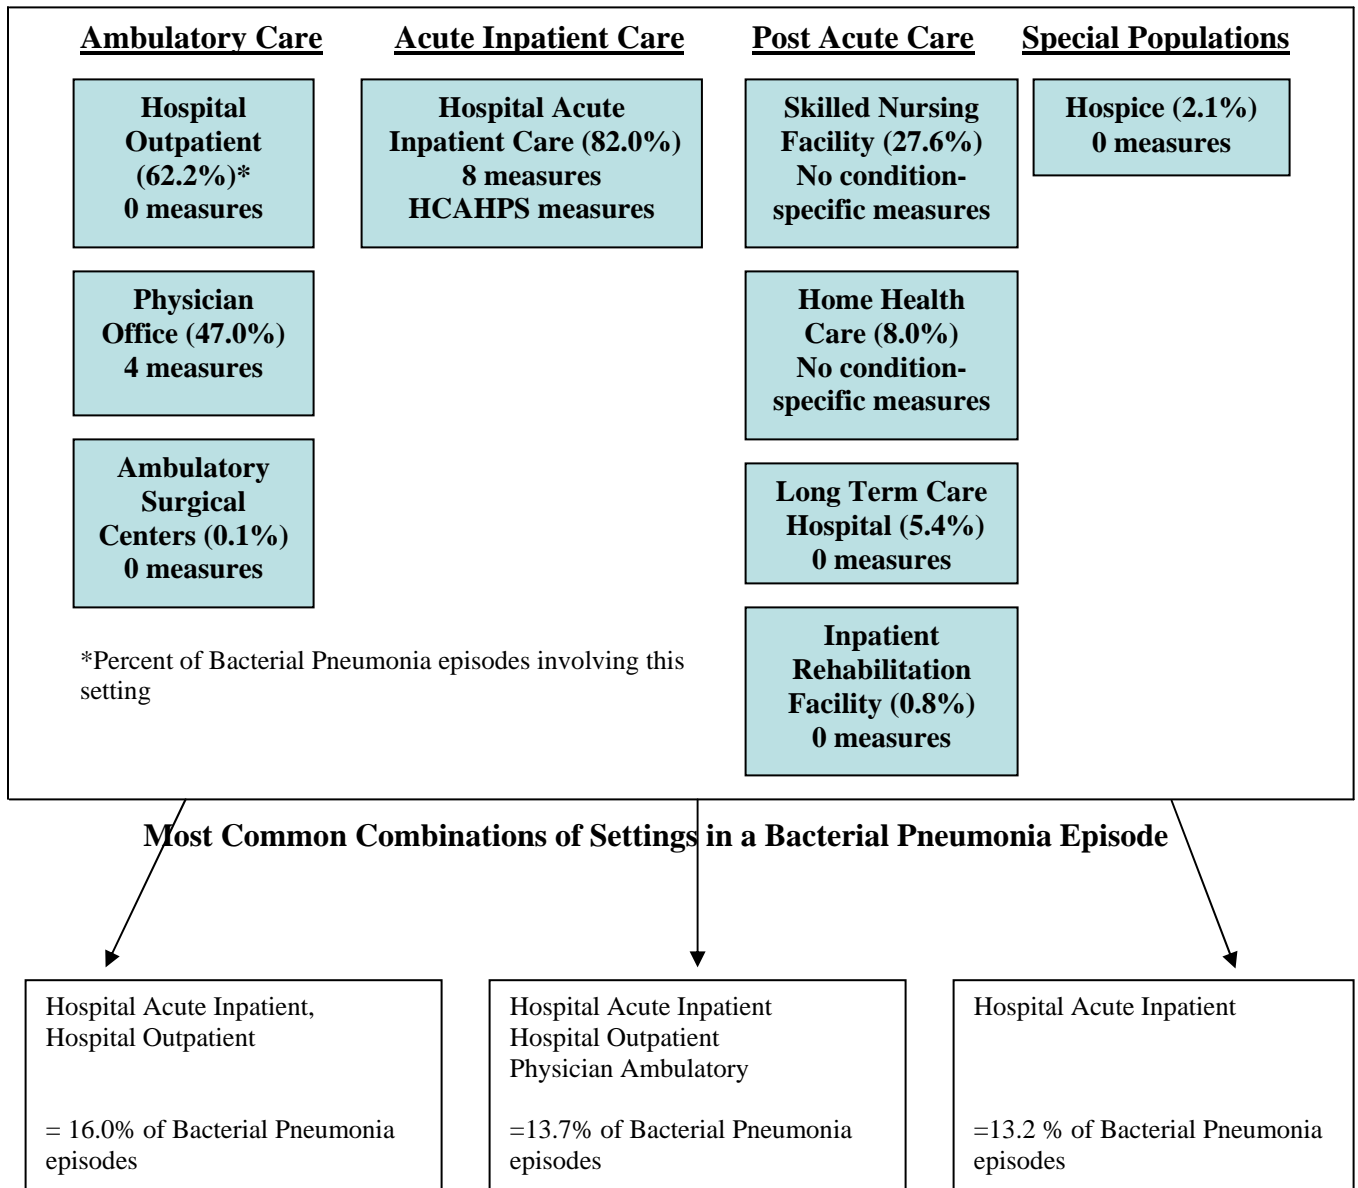 Ambulatory Care
Hospital
Outpatient
(62.2%)*
0 measures
Physician
Office (47.0%)
4 measures
Ambulatory
Surgical
Centers (0.1%)
0 measures
*Percent of Bacterial Pneumonia episodes involving this
setting
Acute Inpatient Care
Hospital Acute
Inpatient Care (82.0%)
8 measures
HCAHPS measures
Post Acute Care
Skilled Nursing
Facility (27.6%)
No condition-
specific measures
Home Health
Care (8.0%)
No condition-
specific measures
Long Term Care
Hospital (5.4%)
0 measures
Inpatient
Rehabilitation
Facility (0.8%)
0 measures
Special Populations
Hospice (2.1%)
0 measures
Most Common Combinations of Settings in a Bacterial Pneumonia Episode
Hospital Acute Inpatient,
Hospital Outpatient
= 16.0% of Bacterial Pneumonia
episodes
Hospital Acute Inpatient
Hospital Outpatient
Physician Ambulatory
=13.7% of Bacterial Pneumonia
episodes
Hospital Acute Inpatient
=13.2 % of Bacterial Pneumonia
episodes